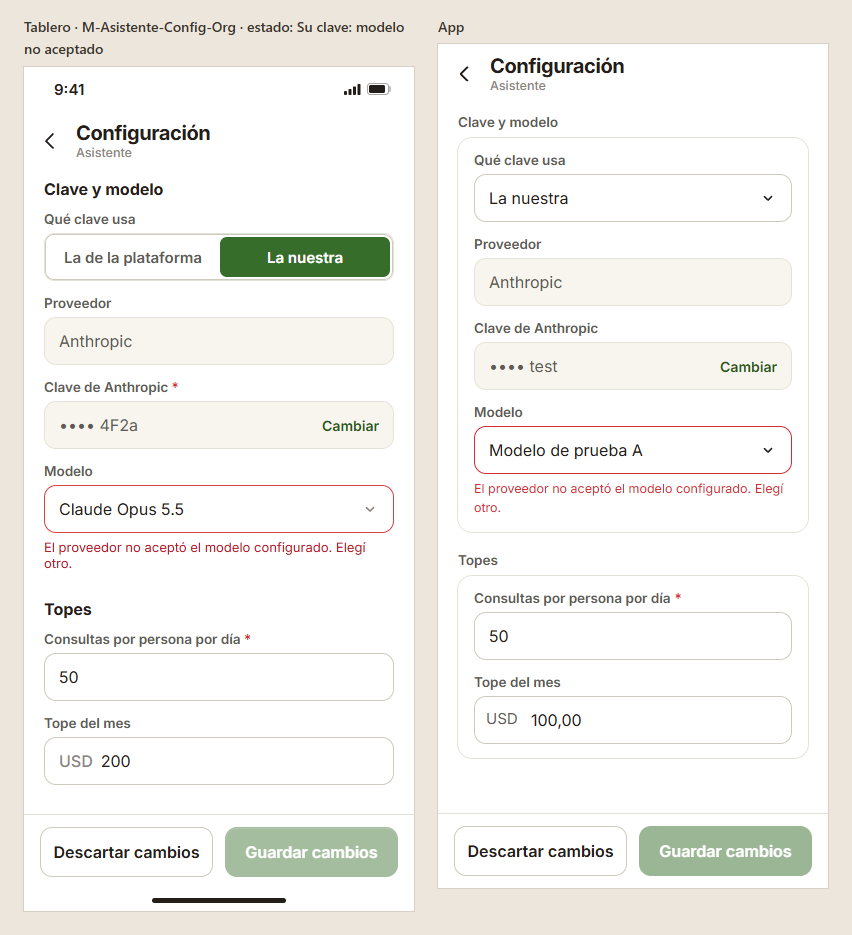 Tablero · M-Asistente-Config-Org · estado: Su clave: modelo
no aceptado
9:41
Configuración
Asistente
Clave y modelo
Qué clave usa
La de la plataforma
La nuestra
Proveedor
Anthropic
Clave de Anthropic *
•••• 4F2a
Cambiar
Modelo
Claude Opus 5.5
El proveedor no aceptó el modelo configurado. Elegí
otro.
Topes
Consultas por persona por día *
50
Tope del mes
USD 200
Descartar cambios
Guardar cambios
App
Configuración
Asistente
Clave y modelo
Qué clave usa
La nuestra
Proveedor
Anthropic
Clave de Anthropic
•••• test
Cambiar
Modelo
Modelo de prueba A
El proveedor no aceptó el modelo configurado. Elegí
otro.
Topes
Consultas por persona por día *
50
Tope del mes
USD 100,00
Descartar cambios
Guardar cambios